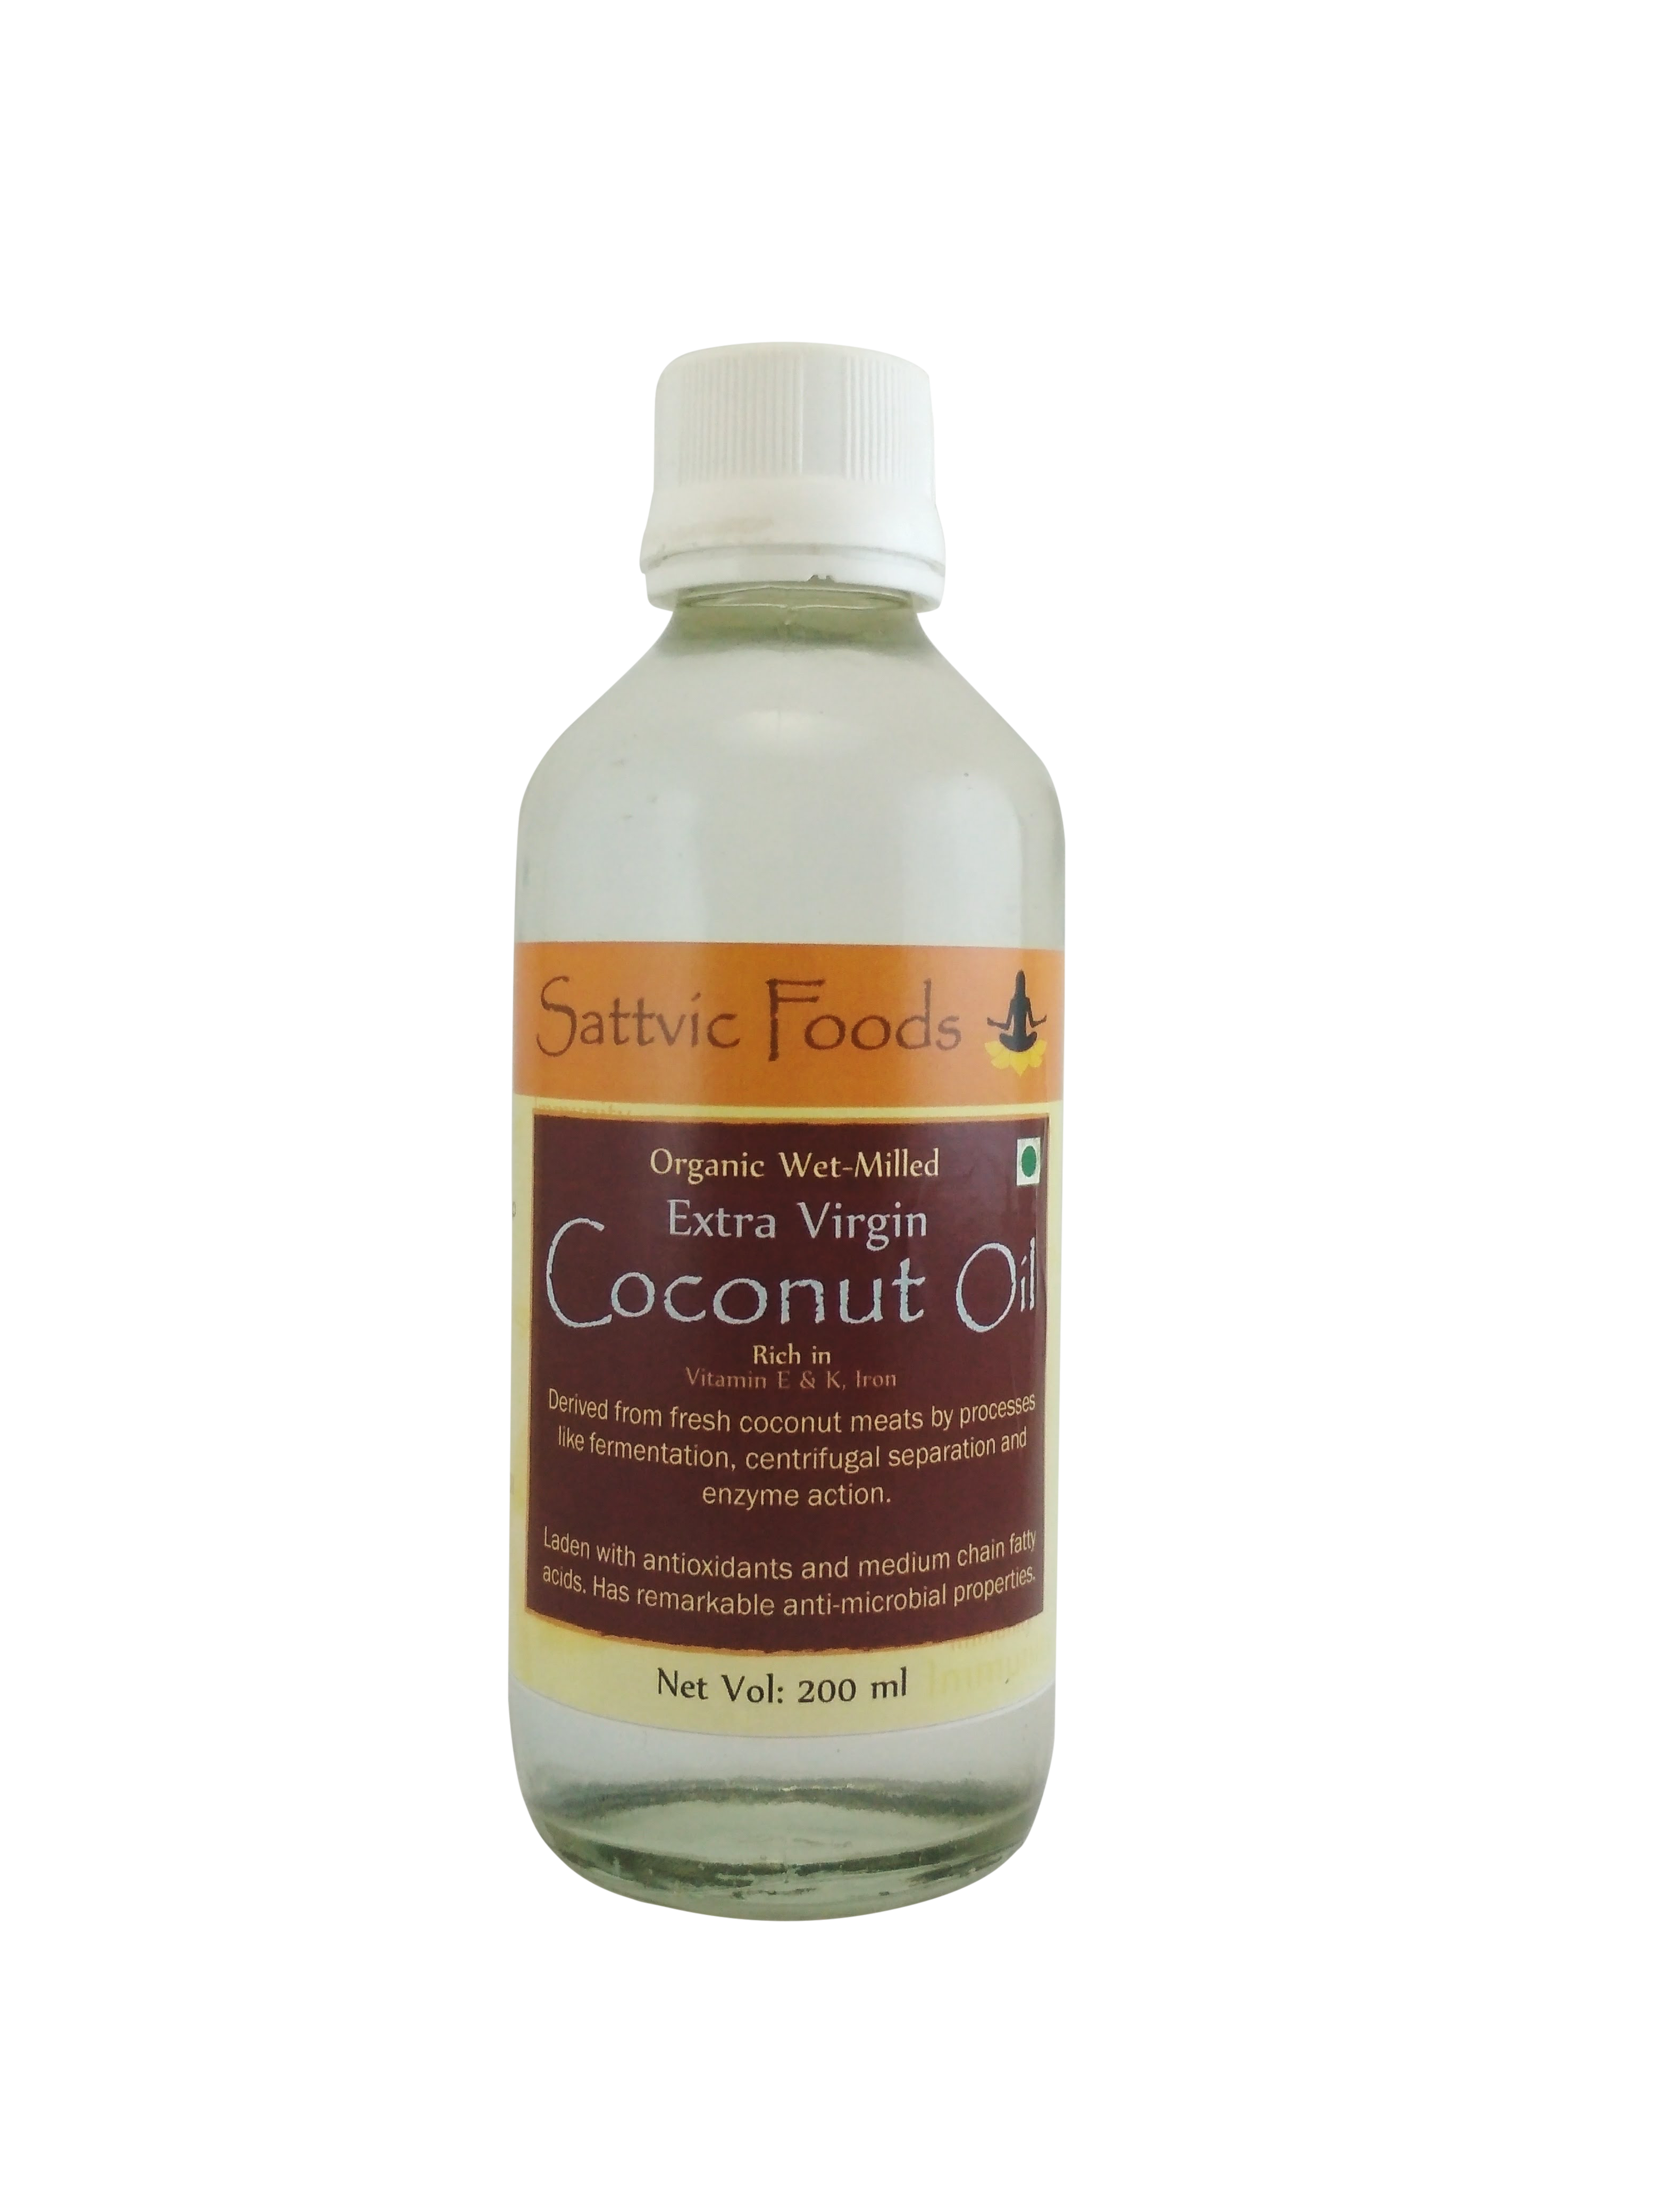 Sattvic Foods
Organic Wet-Milled
Extra Virgin
Coconut Oil
Rich in
Vitamin E & K, Iron
Derived from fresh coconut meats by processes
like fermentation, centrifugal separation and
enzyme action.
Laden with antioxidants and medium chain fatty
acids. Has remarkable anti-microbial properties.
Net Vol: 200 ml